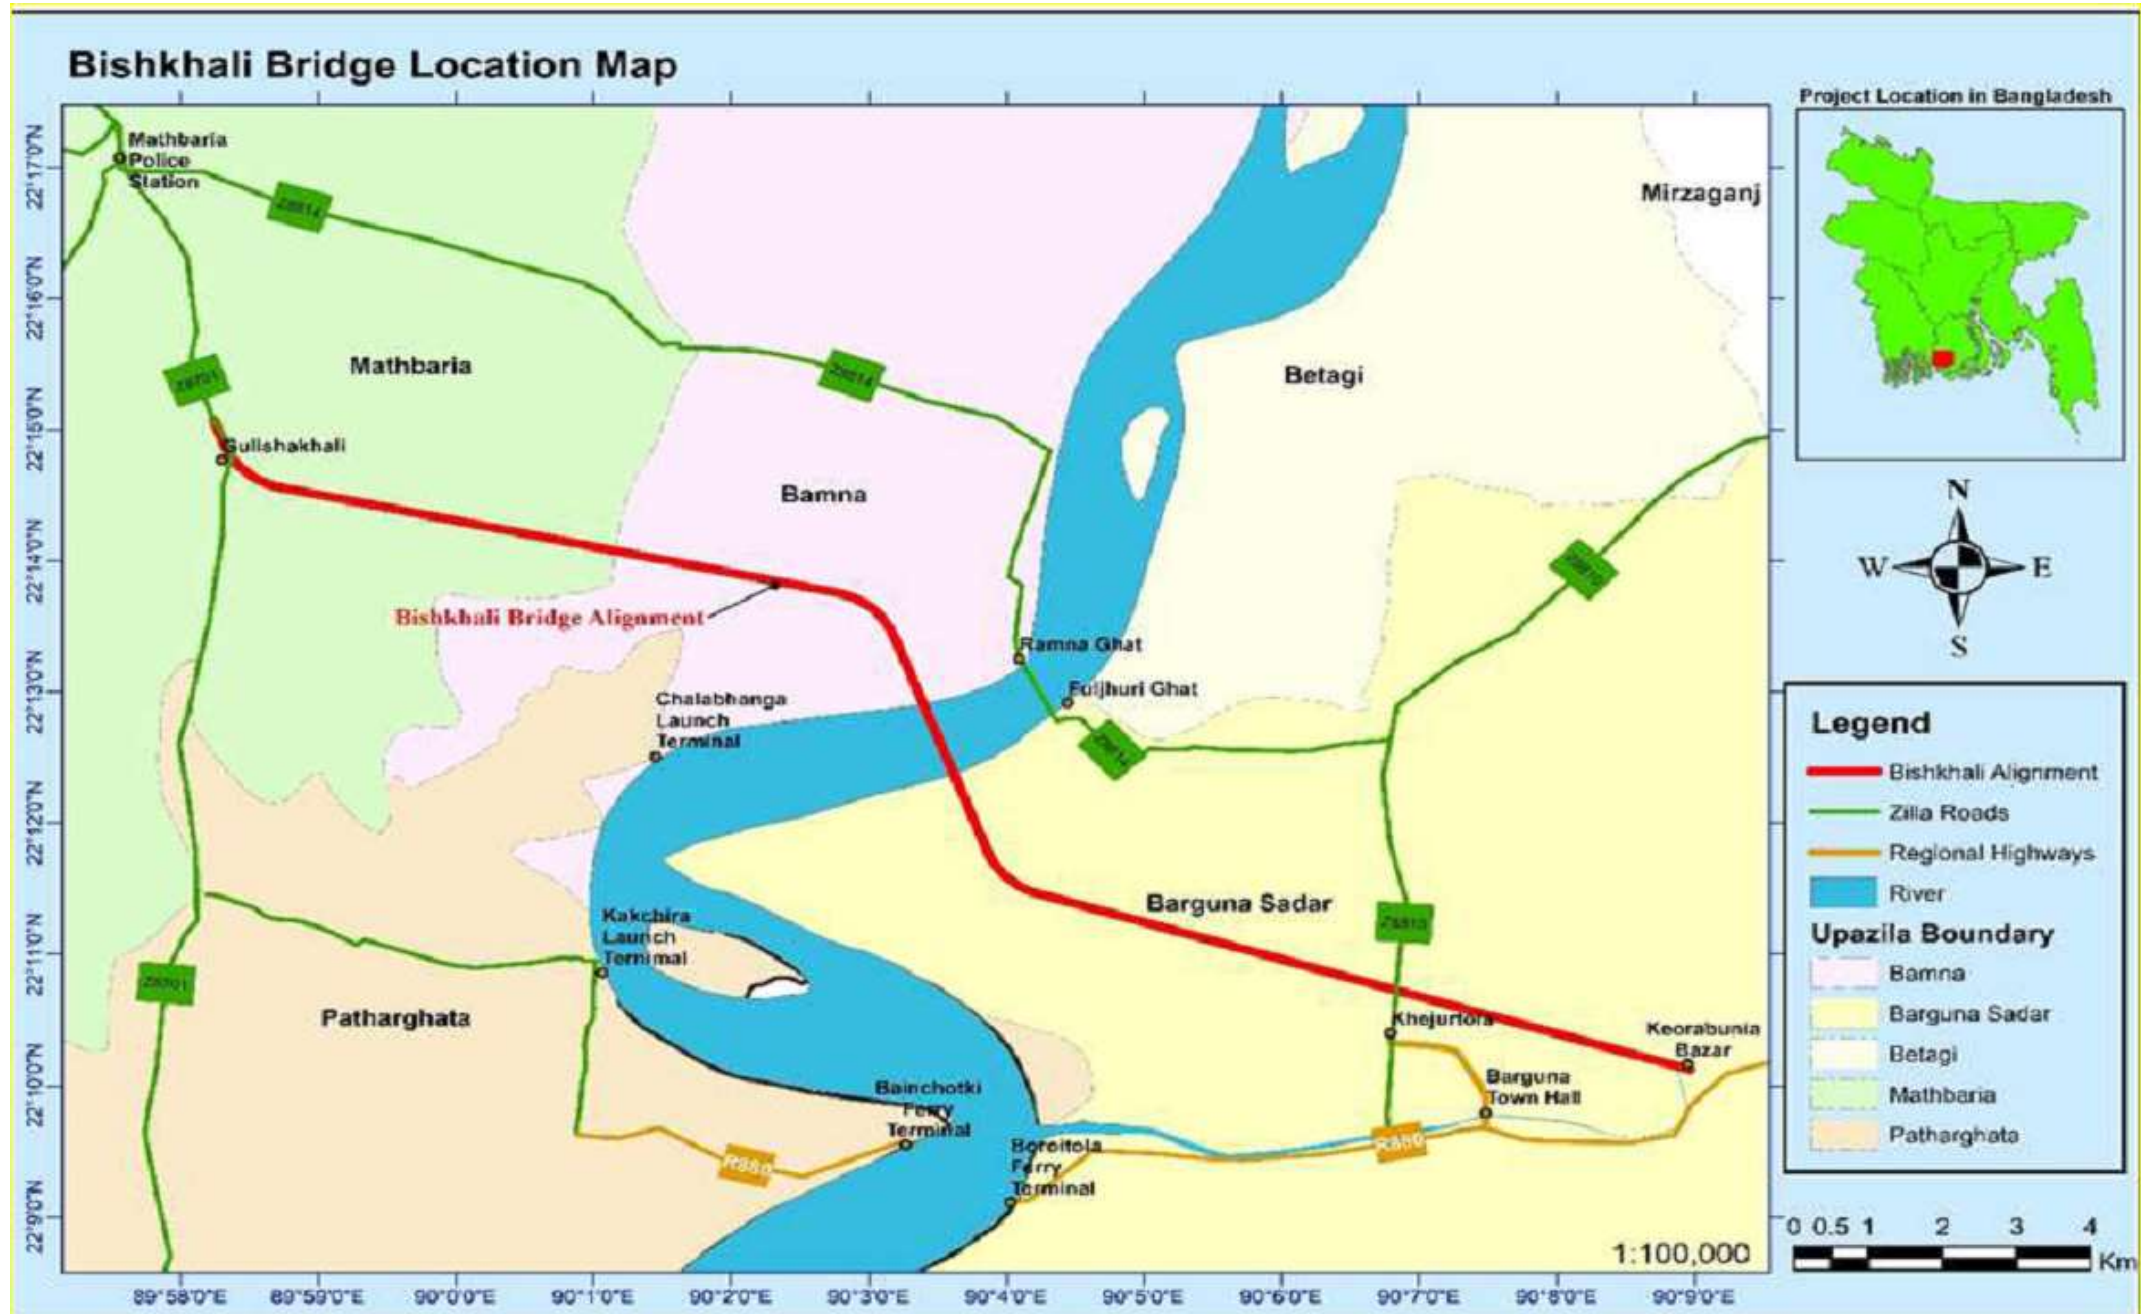 Bishkhali Bridge Location Map
Project Location in Bangladesh
Mathbaria
Police
Station
Mirzaganj
Mathbaria
Betagi
Gulishakhali
Bamna
Bishkhali Bridge Alignment
Ramna Ghat
Fuljhuri Ghat
Chalabhanga
Launch
Terminal
Barguna Sadar
Kakchira
Launch
Ternimal
Patharghata
Khejurtola
Keorabunia
Bazar
Barguna
Town Hall
Bainchotki
Ferry
Terminal
Boroitola
Ferry
Terminal
R880
R880
1:100,000
22°17'0"N
22°16'0"N
22°15'0"N
22°14'0"N
22°13'0"N
22°12'0"N
22°11'0"N
22°10'0"N
22°9'0"N
89°58'0"E
89°59'0"E
90°0'0"E
90°1'0"E
90°2'0"E
90°3'0"E
90°4'0"E
90°5'0"E
90°6'0"E
90°7'0"E
90°8'0"E
90°9'0"E
N
W E
S
Legend
Bishkhali Alignment
Zilla Roads
Regional Highways
River
Upazila Boundary
Bamna
Barguna Sadar
Betagi
Mathbaria
Patharghata
0 0.5 1 2 3 4
Km